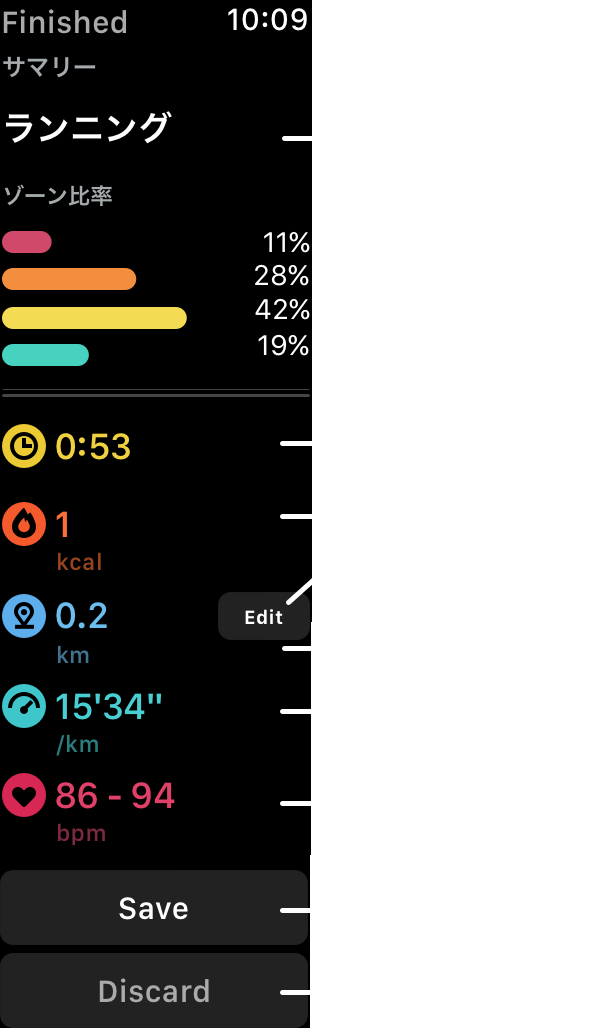 Finished 10:09
サマリー
ランニング
ゾーン比率
11%
28%
42%
19%
0:53
1
kcal
0.2 Edit
km
15'34"
/km
86 - 94
bpm
Save
Discard